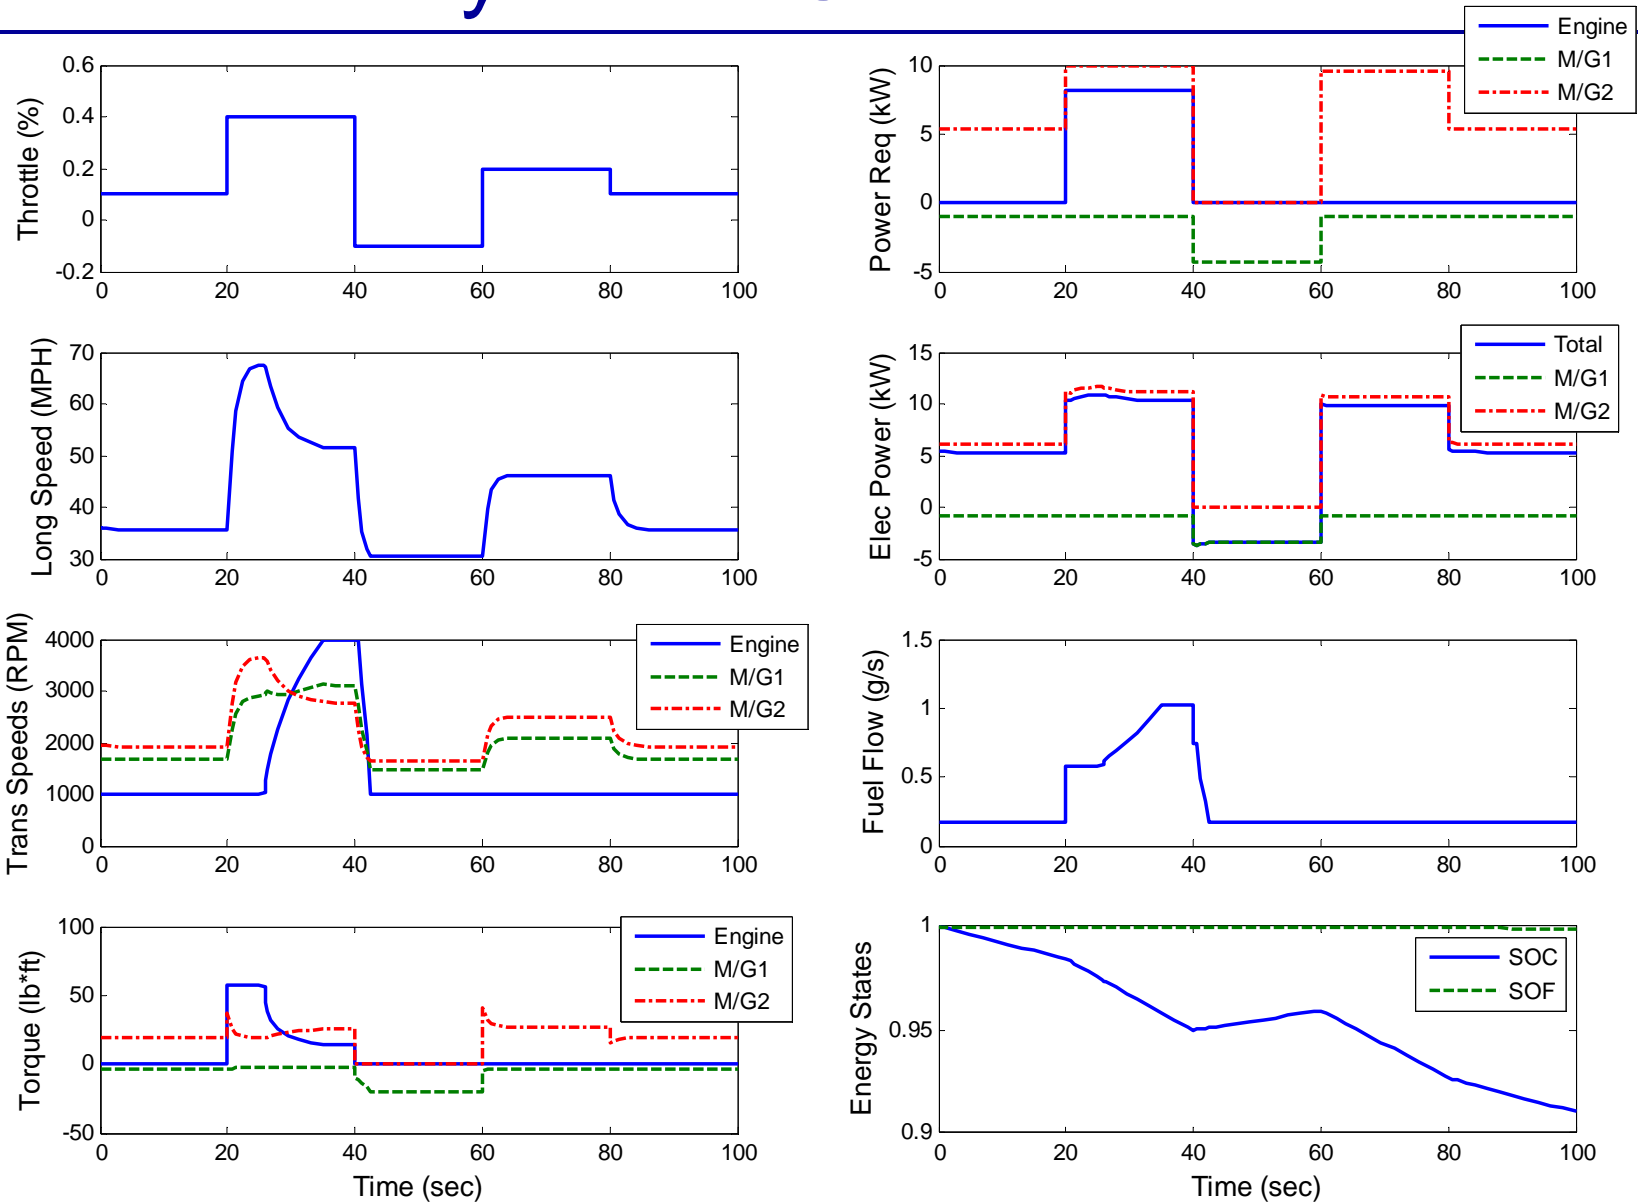 Throttle (%)
0.6
0.4
0.2
0
-0.2
0 20 40 60 80 100
Power Req (kW)
10
5
0
-5
0 20 40 60 80 100
Engine
M/G1
M/G2
Long Speed (MPH)
70
60
50
40
30
0 20 40 60 80 100
Elec Power (kW)
15
10
5
0
-5
0 20 40 60 80 100
Total
M/G1
M/G2
Trans Speeds (RPM)
4000
3000
2000
1000
0
0 20 40 60 80 100
Engine
M/G1
M/G2
Fuel Flow (g/s)
1.5
1
0.5
0
0 20 40 60 80 100
Torque (lb*ft)
100
50
0
-50
0 20 40 60 80 100
Time (sec)
Engine
M/G1
M/G2
Energy States
1
0.95
0.9
0 20 40 60 80 100
Time (sec)
SOC
SOF